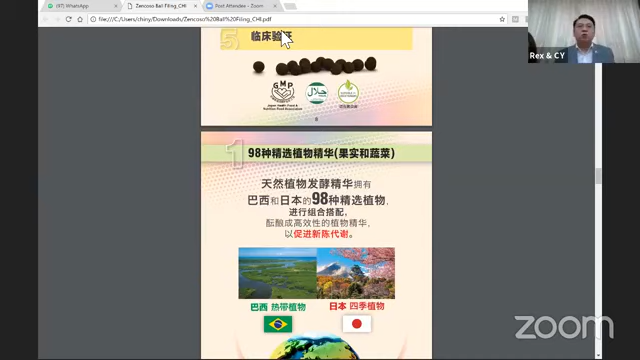 (87) WhatsApp
Zencoso Ball Filing_CHI
Post Attendee - Zoom
file:///C:/Users/chiny/Downloads/Zencoso%20Ball%20Filing_CHI.pdf
Rex & CY
5
临床验证
GMP
حلال
8
1
98种精选植物精华(果实和蔬菜)
天然植物发酵精华拥有
巴西和日本的98种精选植物,
进行组合搭配,
酝酿成高效性的植物精华,
以促进新陈代谢。
巴西 热带植物
日本 四季植物
zoom